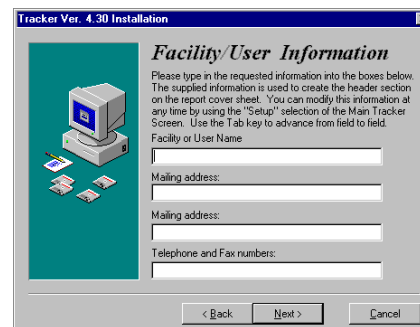 Tracker Ver. 4.30 Installation
Facility/User Information
Please type in the requested information into the boxes below.
The supplied information is used to create the header section
on the report cover sheet. You can modify this information at
any time by using the "Setup" selection of the Main Tracker
Screen. Use the Tab key to advance from field to field.
Facility or User Name
Mailing address:
Mailing address:
Telephone and Fax numbers:
< Back
Next >
Cancel